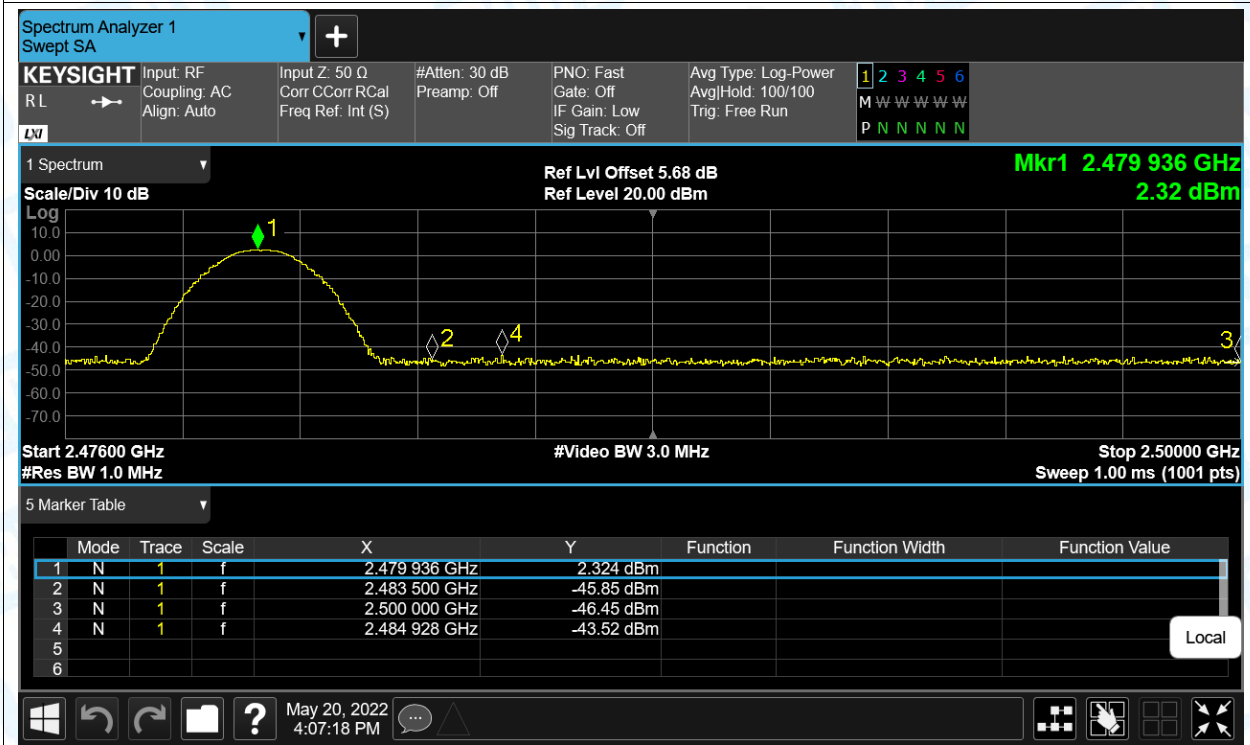 Spectrum Analyzer 1
Swept SA
KEYSIGHT
R L
LXI
Input: RF
Coupling: AC
Align: Auto
Input Z: 50 Ω
Corr CCorr RCal
Freq Ref: Int (S)
#Atten: 30 dB
Preamp: Off
PNO: Fast
Gate: Off
IF Gain: Low
Sig Track: Off
Avg Type: Log-Power
Avg|Hold: 100/100
Trig: Free Run
1 2 3 4 5 6
M W W W W W
P N N N N N
1 Spectrum
Scale/Div 10 dB
Ref Lvl Offset 5.68 dB
Ref Level 20.00 dBm
Mkr1 2.479 936 GHz
2.32 dBm
Log
10.0
0.00
-10.0
-20.0
-30.0
-40.0
-50.0
-60.0
-70.0
1
2
4
3
Start 2.47600 GHz
#Res BW 1.0 MHz
#Video BW 3.0 MHz
Stop 2.50000 GHz
Sweep 1.00 ms (1001 pts)
5 Marker Table
Mode Trace Scale X Y Function Function Width Function Value
1 N 1 f 2.479 936 GHz 2.324 dBm
2 N 1 f 2.483 500 GHz -45.85 dBm
3 N 1 f 2.500 000 GHz -46.45 dBm
4 N 1 f 2.484 928 GHz -43.52 dBm
5
6
Local
?
May 20, 2022
4:07:18 PM